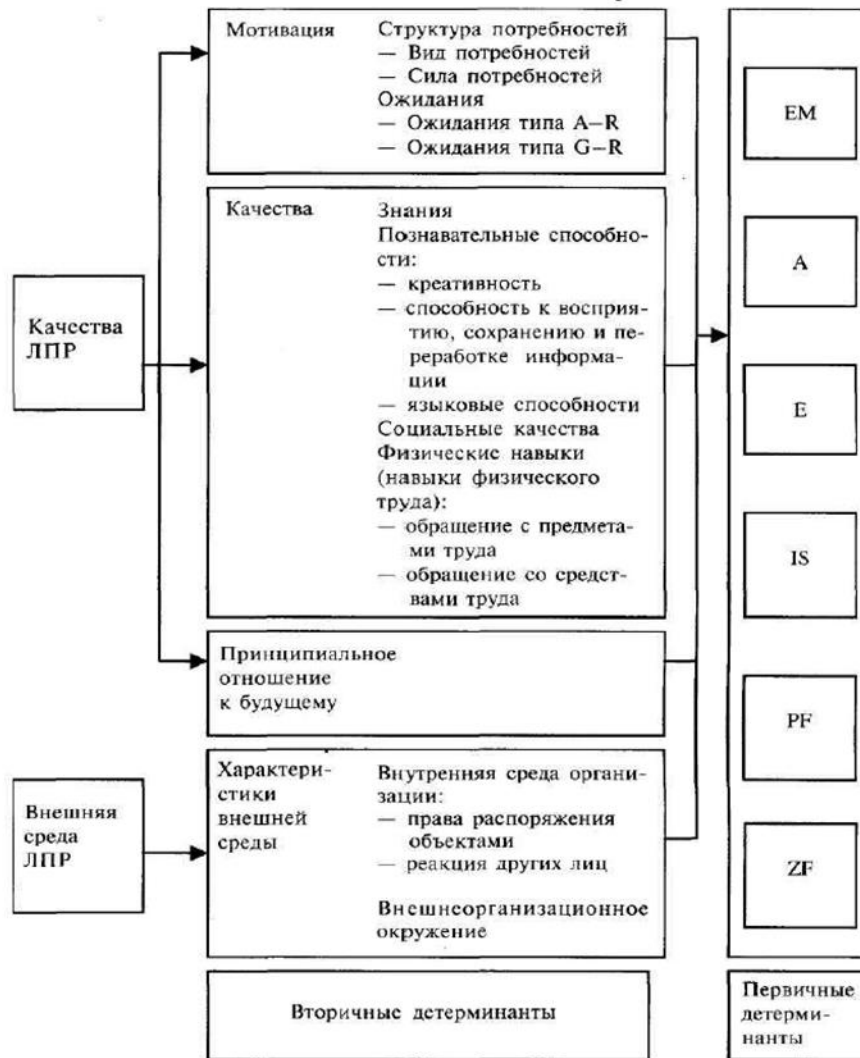 Качества
ЛПР
Внешняя
среда
ЛПР
Мотивация
Структура потребностей
— Вид потребностей
— Сила потребностей
Ожидания
— Ожидания типа A—R
— Ожидания типа G—R
Качества
Знания
Познавательные способно-
сти:
— креативность
— способность к восприя-
тию, сохранению и пе-
реработке информа-
ции
— языковые способности
Социальные качества
Физические навыки
(навыки физического
труда):
— обращение с предмета-
ми труда
— обращение со средст-
вами труда
Принципиальное
отношение
к будущему
Характери-
стики
внешней
среды
Внутренняя среда органи-
зации:
— права распоряжения
объектами
— реакция других лиц
Внешнеорганизационное
окружение
Вторичные детерминанты
EM
A
E
IS
PF
ZF
Первичные
детерми-
нанты